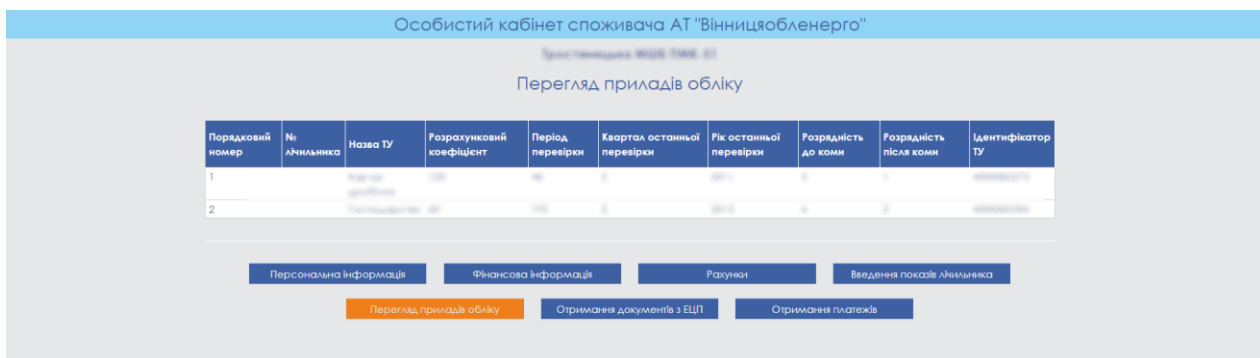 Особистий кабінет споживача АТ "Вінницяобленерго"
Перегляд приладів обліку
Порядковий номер № лічильника Назва ТУ Розрахунковий коефіцієнт Період перевірки Квартал останньої перевірки Рік останньої перевірки Розрядність до коми Розрядність після коми Ідентифікатор ТУ
1
2
Персональна інформація Фінансова інформація Рахунки Введення показів лічильника
Перегляд приладів обліку Отримання документів з ЕЦП Отримання платежів